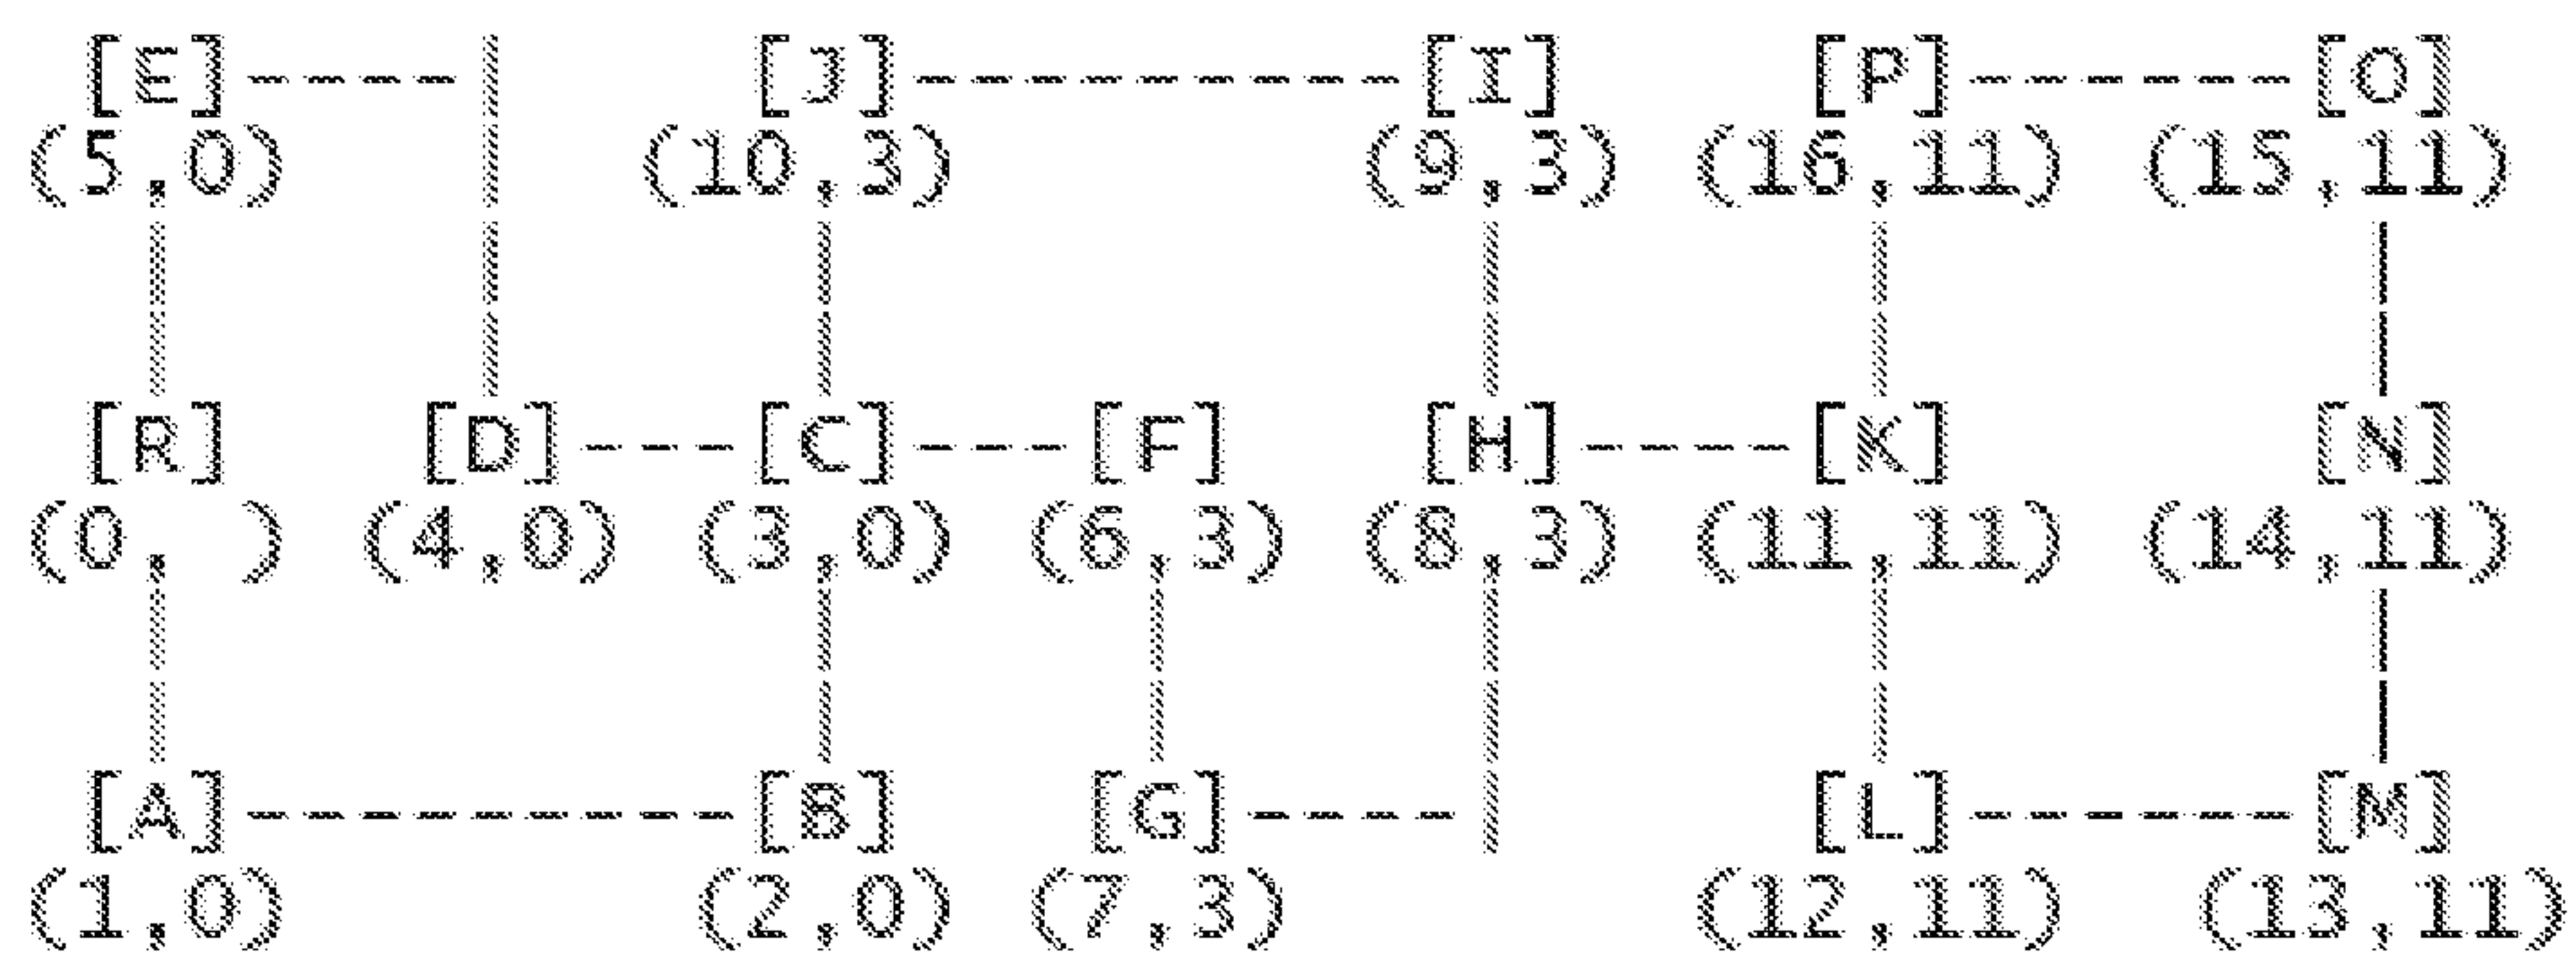 [E]----| [J]---------[I] [P]------[O]
(5,0) | (10,3) (9,3) (16,11) (15,11)
| | | | | |
| | | | | |
[R] [D]---[C]---[F] [H]----[K] [N]
(0, ) (4,0) (3,0) (6,3) (8,3) (11,11) (14,11)
| | | | | |
| | | | | |
[A]---------[B] [G]----| [L]------[M]
(1,0) (2,0) (7,3) (12,11) (13,11)